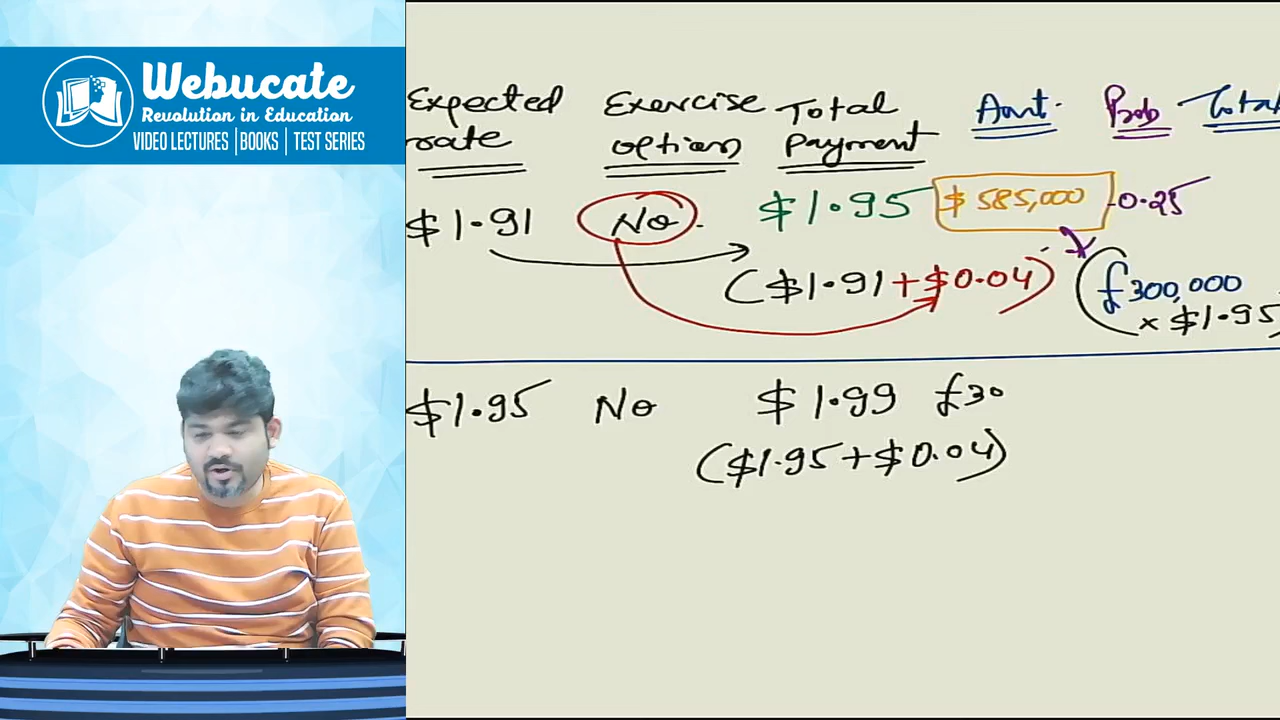 Webucate
Revolution in Education
VIDEO LECTURES | BOOKS | TEST SERIES
Expected Exercise Total Amt. Prob Total
rate option Payment
$1.91 No. $1.95 $585,000 0.25
($1.91+$0.04) £300,000
x $1.95
$1.95 No $1.99 £30
($1.95+$0.04)